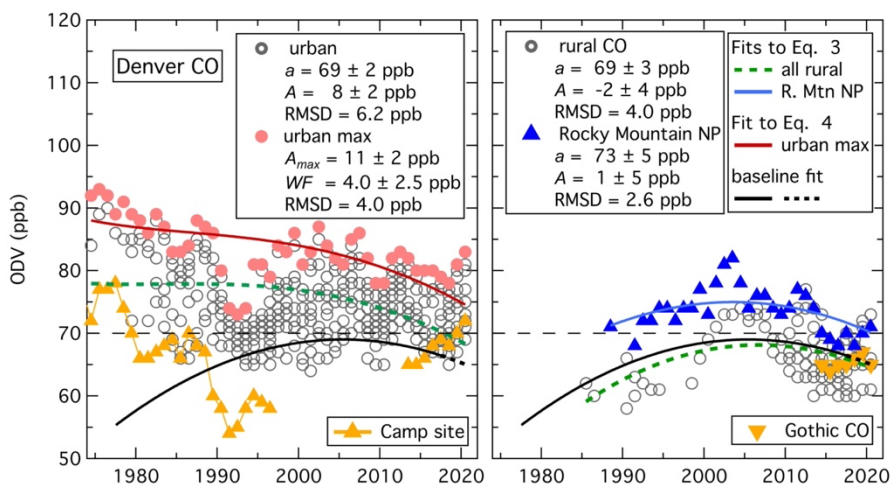 120
110
100
90
80
70
60
50
ODV (ppb)
Denver CO
urban
a = 69 ± 2 ppb
A = 8 ± 2 ppb
RMSD = 6.2 ppb
urban max
Amax = 11 ± 2 ppb
WF = 4.0 ± 2.5 ppb
RMSD = 4.0 ppb
Camp site
1980
1990
2000
2010
2020
rural CO
a = 69 ± 3 ppb
A = -2 ± 4 ppb
RMSD = 4.0 ppb
Rocky Mountain NP
a = 73 ± 5 ppb
A = 1 ± 5 ppb
RMSD = 2.6 ppb
Fits to Eq. 3
all rural
R. Mtn NP
Fit to Eq. 4
urban max
baseline fit
Gothic CO
1980
1990
2000
2010
2020